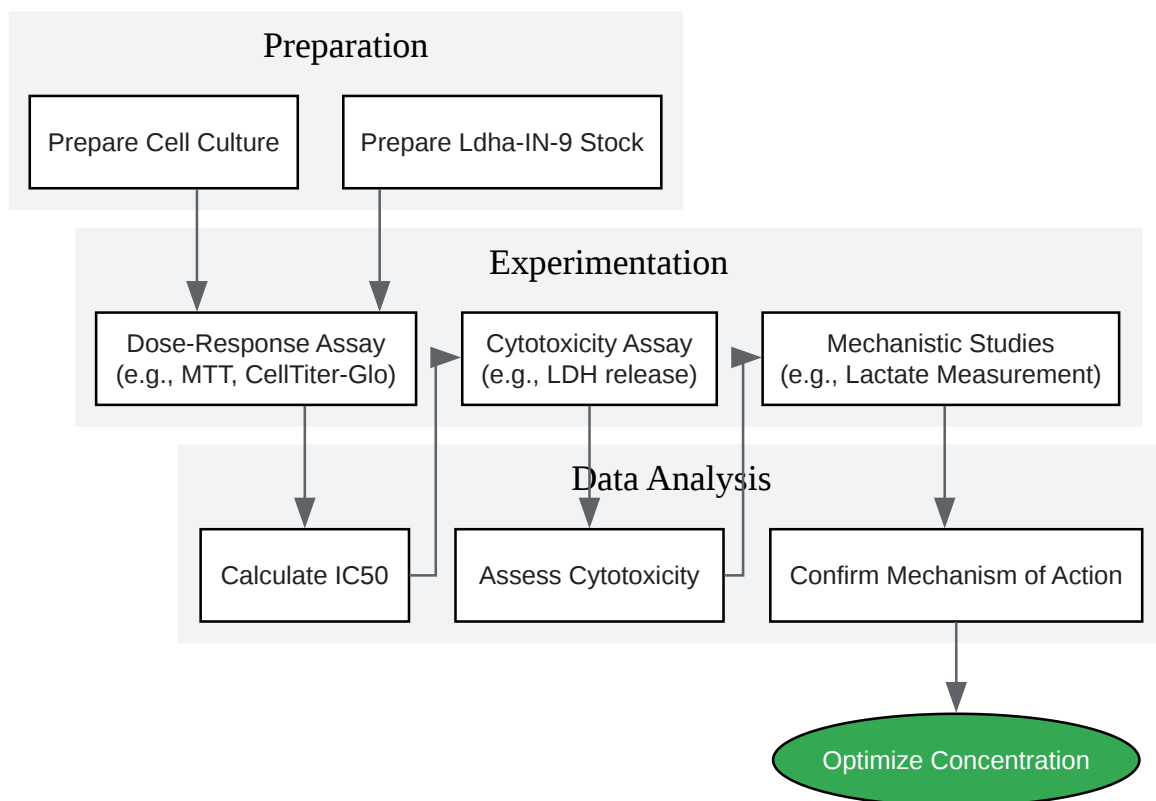 Preparation
Prepare Cell Culture
Prepare Ldha-IN-9 Stock
Experimentation
Dose-Response Assay
(e.g., MTT, CellTiter-Glo)
Cytotoxicity Assay
(e.g., LDH release)
Mechanistic Studies
(e.g., Lactate Measurement)
Data Analysis
Calculate IC50
Assess Cytotoxicity
Confirm Mechanism of Action
Optimize Concentration